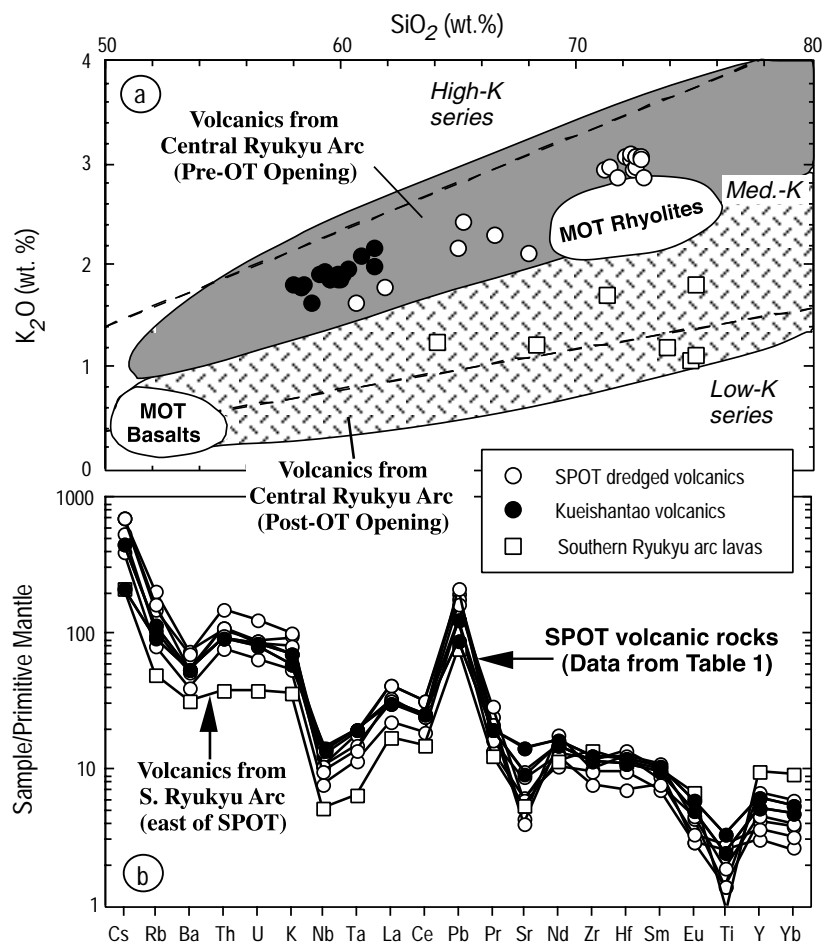 SiO2 (wt.%)
50 60 70 80
4
3
2
1
0
K2O (wt. %)
a
High-K
series
Volcanics from
Central Ryukyu Arc
(Pre-OT Opening)
Med.-K
MOT Rhyolites
MOT
Basalts
Low-K
series
Volcanics from
Central Ryukyu Arc
(Post-OT Opening)
SPOT dredged volcanics
Kueishantao volcanics
Southern Ryukyu arc lavas
1000
100
10
1
Sample/Primitive Mantle
SPOT volcanic rocks
(Data from Table 1)
Volcanics from
S. Ryukyu Arc
(east of SPOT)
b
Cs Rb Ba Th U K Nb Ta La Ce Pb Pr Sr Nd Zr Hf Sm Eu Ti Y Yb